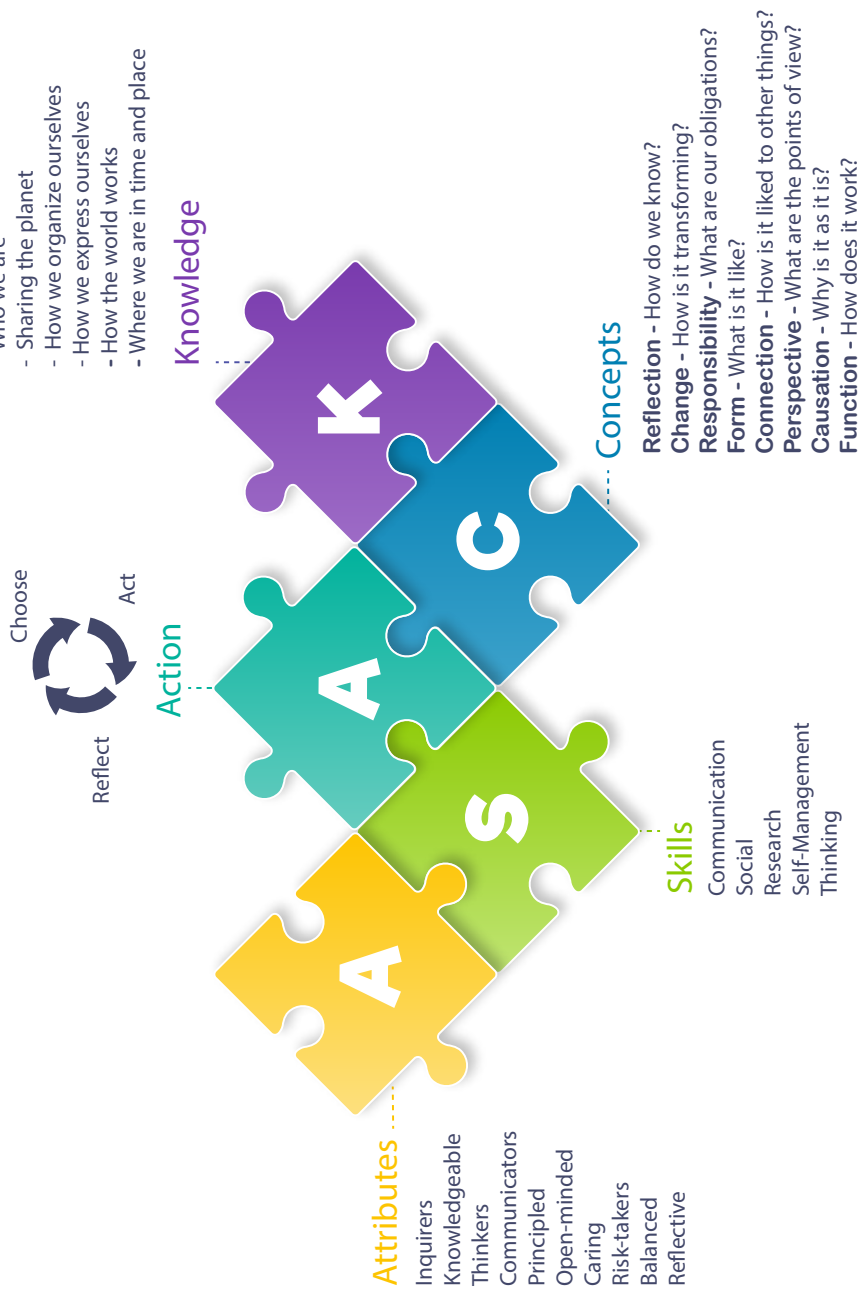 - Who we are
- Sharing the planet
- How we organize ourselves
- How we express ourselves
- How the world works
- Where we are in time and place
Knowledge
Choose
Act
Reflect
Action
Attributes
Inquirers
Knowledgeable
Thinkers
Communicators
Principled
Open-minded
Caring
Risk-takers
Balanced
Reflective
A
S
A
C
K
Skills
Communication
Social
Research
Self-Management
Thinking
Concepts
Reflection - How do we know?
Change - How is it transforming?
Responsibility - What are our obligations?
Form - What is it like?
Connection - How is it liked to other things?
Perspective - What are the points of view?
Causation - Why is it as it is?
Function - How does it work?